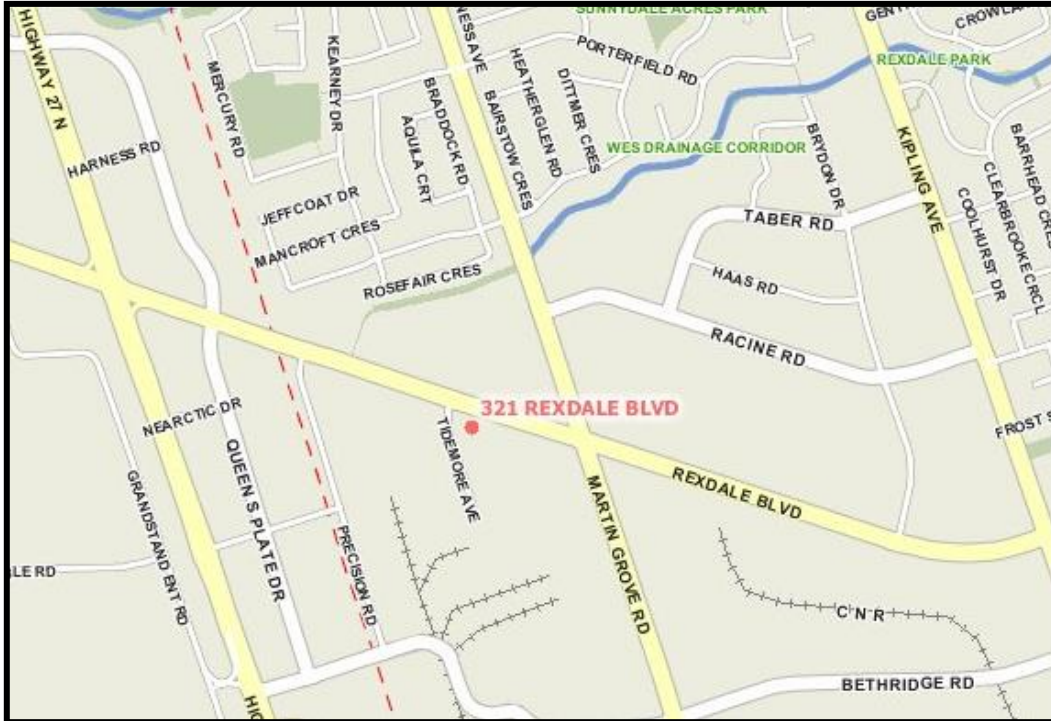 SUNNYDALE ACRES PARK
HIGHWAY 27 N
MERCURY RD
KEARNEY DR
NESS AVE
PORTERFIELD RD
CROWLA
GENT
REXDALE PARK
HARNESS RD
BRADDOCK RD
AQUILA CRT
BAIRSTOW CRES
HEATHERGLEN RD
DITTMER CRES
WES DRAINAGE CORRIDOR
BRYDON DR
KIPLING AVE
BARRHEAD CRES
CLEARBROOKE CRCL
COOLHURST DR
JEFFCOAT DR
MANCROFT CRES
ROSEFAIR CRES
TABER RD
HAAS RD
RACINE RD
NEARCTIC DR
321 REXDALE BLVD
TIDEMORE AVE
FROST S
QUEEN S PLATE DR
GRANDSTAND ENT RD
PRECISION RD
MARTIN GROVE RD
REXDALE BLVD
LE RD
C N R
BETHRIDGE RD
HIG